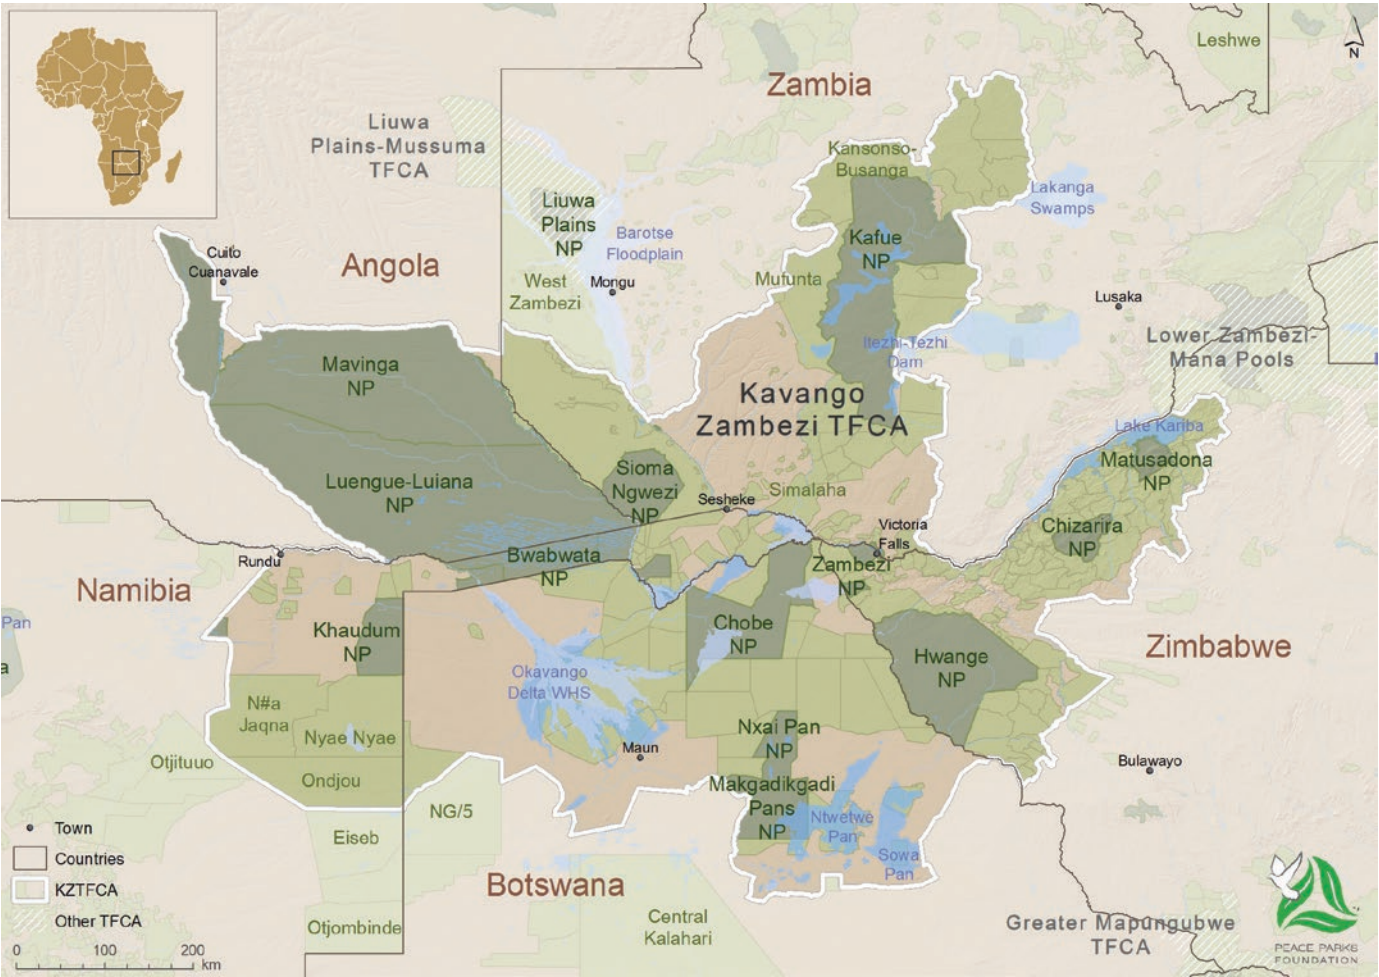 Leshwe
N
Zambia
Liuwa
Plains-Mussuma
TFCA
Kansonso-
Busanga
Lakanga
Swamps
Liuwa
Plains
NP
Barotse
Floodplain
Kafue
NP
Cuito
Cuanavale
Angola
West
Zambezi
Mongu
Mufunta
Lusaka
Lower Zambezi-
Mana Pools
Itezhi-Tezhi
Dam
Mavinga
NP
Kavango
Zambezi TFCA
Lake Kariba
Matusadona
NP
Luengue-Luiana
NP
Sioma
Ngwezi
NP
Sesheke
Simalaha
Chizarira
NP
Victoria
Falls
Rundu
Bwabwata
NP
Zambezi
NP
Namibia
Pan
a
Khaudum
NP
Chobe
NP
Zimbabwe
Hwange
NP
Okavango
Delta WHS
N#a
Jaqna
Nyae Nyae
Nxai Pan
NP
Otjituuo
Ondjou
Maun
Bulawayo
Makgadikgadi
Pans
NP
NG/5
Ntwetwe
Pan
Sowa
Pan
Eiseb
Botswana
Otjombinde
Central
Kalahari
Greater Mapungubwe
TFCA
Town
Countries
KZTFCA
Other TFCA
0 100 200
km
PEACE PARKS
FOUNDATION